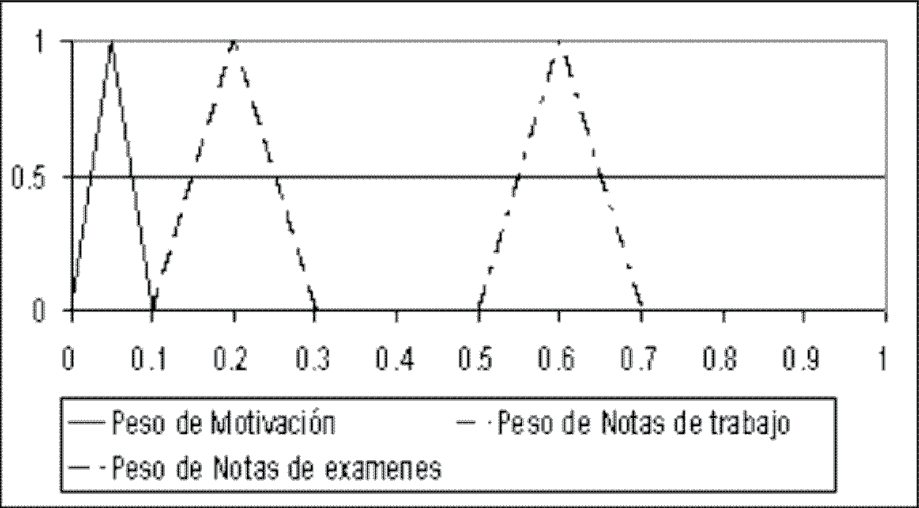 1
0.5
0
0 0.1 0.2 0.3 0.4 0.5 0.6 0.7 0.8 0.9 1
Peso de Motivación Peso de Notas de trabajo
Peso de Notas de examenes